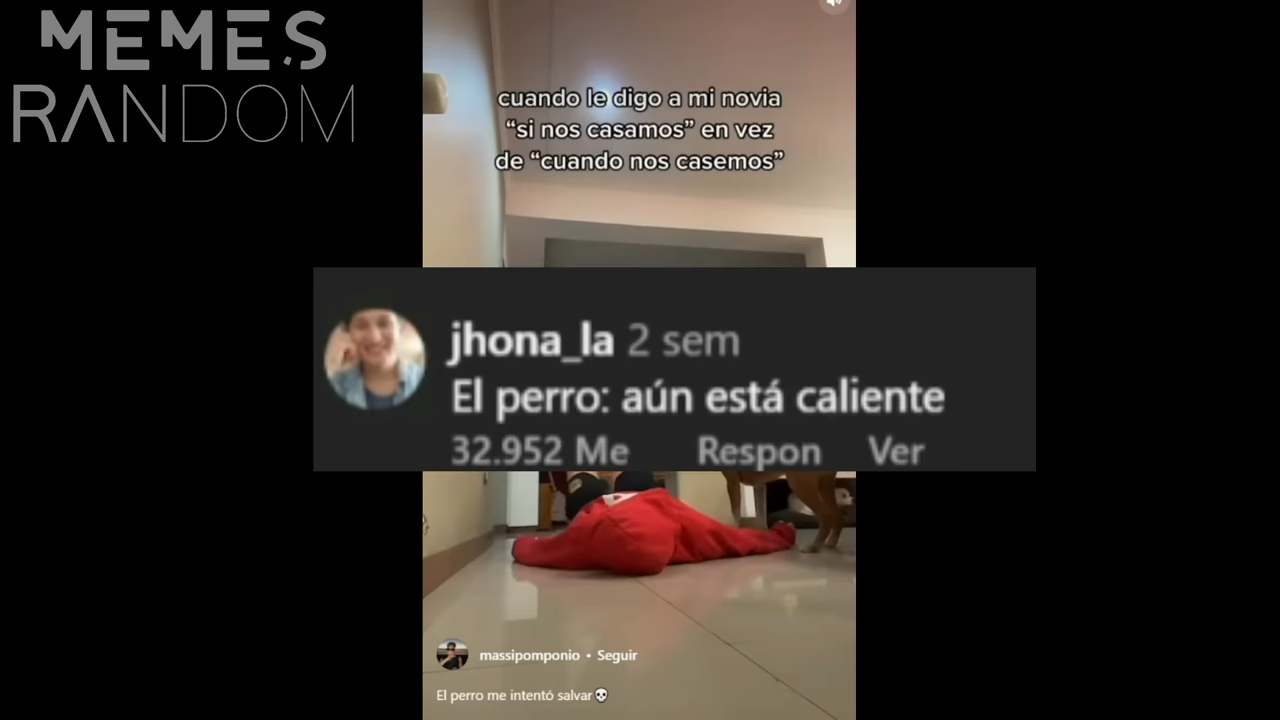 MEMES
RANDOM
cuando le digo a mi novia
“si nos casamos” en vez
de “cuando nos casemos”
jhona_la 2 sem
El perro: aún está caliente
32.952 Me Respon Ver
massipomponio • Seguir
El perro me intentó salvar💀